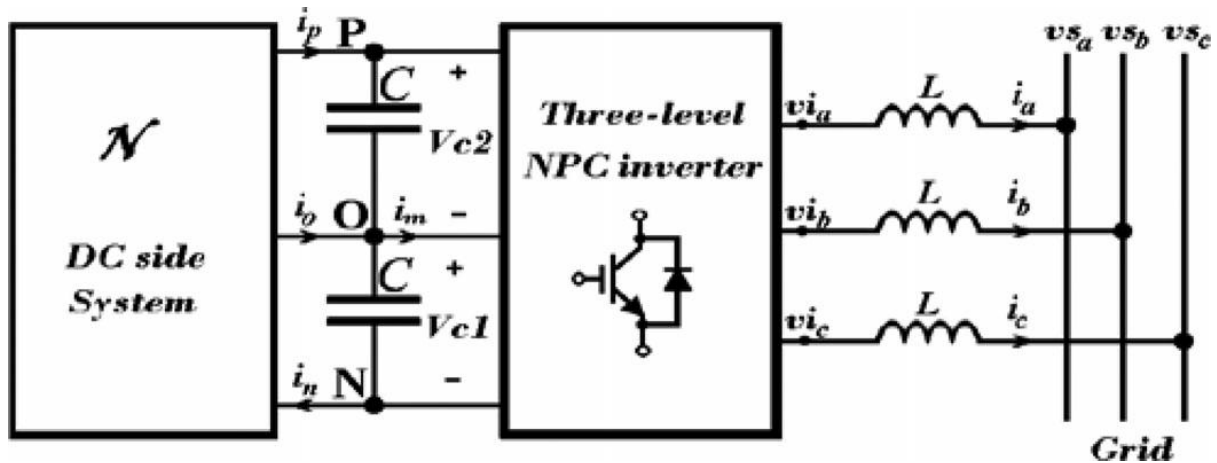 i_p P
C +
Vc2
i_o O i_m -
C +
Vc1
i_n N -
𝒩
DC side
System
Three-level
NPC inverter
vi_a L i_a
vi_b L i_b
vi_c L i_c
vs_a vs_b vs_c
Grid